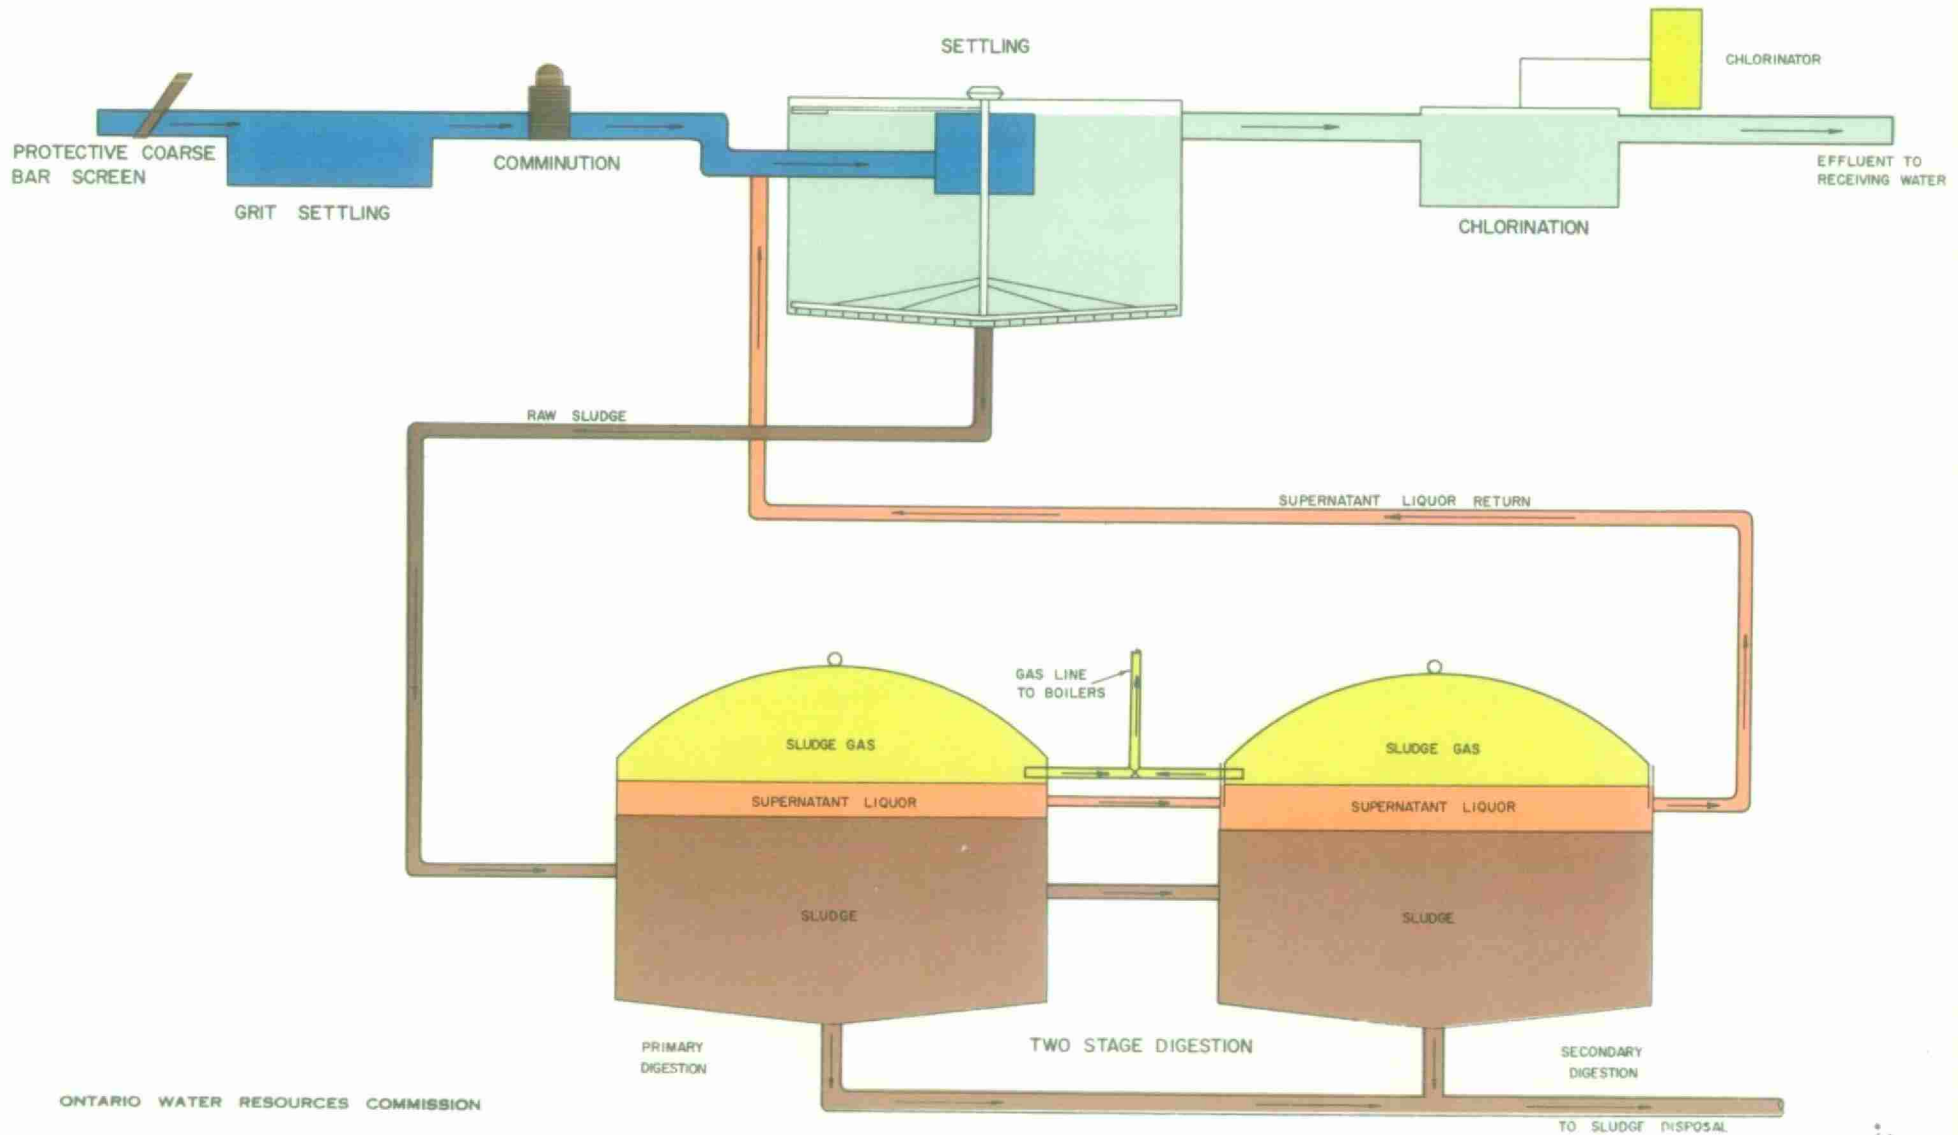 SETTLING
CHLORINATOR
PROTECTIVE COARSE
BAR SCREEN
COMMINUTION
EFFLUENT TO
RECEIVING WATER
GRIT SETTLING
CHLORINATION
RAW SLUDGE
SUPERNATANT LIQUOR RETURN
GAS LINE
TO BOILERS
SLUDGE GAS
SLUDGE GAS
SUPERNATANT LIQUOR
SUPERNATANT LIQUOR
SLUDGE
SLUDGE
PRIMARY
DIGESTION
TWO STAGE DIGESTION
SECONDARY
DIGESTION
ONTARIO WATER RESOURCES COMMISSION
TO SLUDGE DISPOSAL